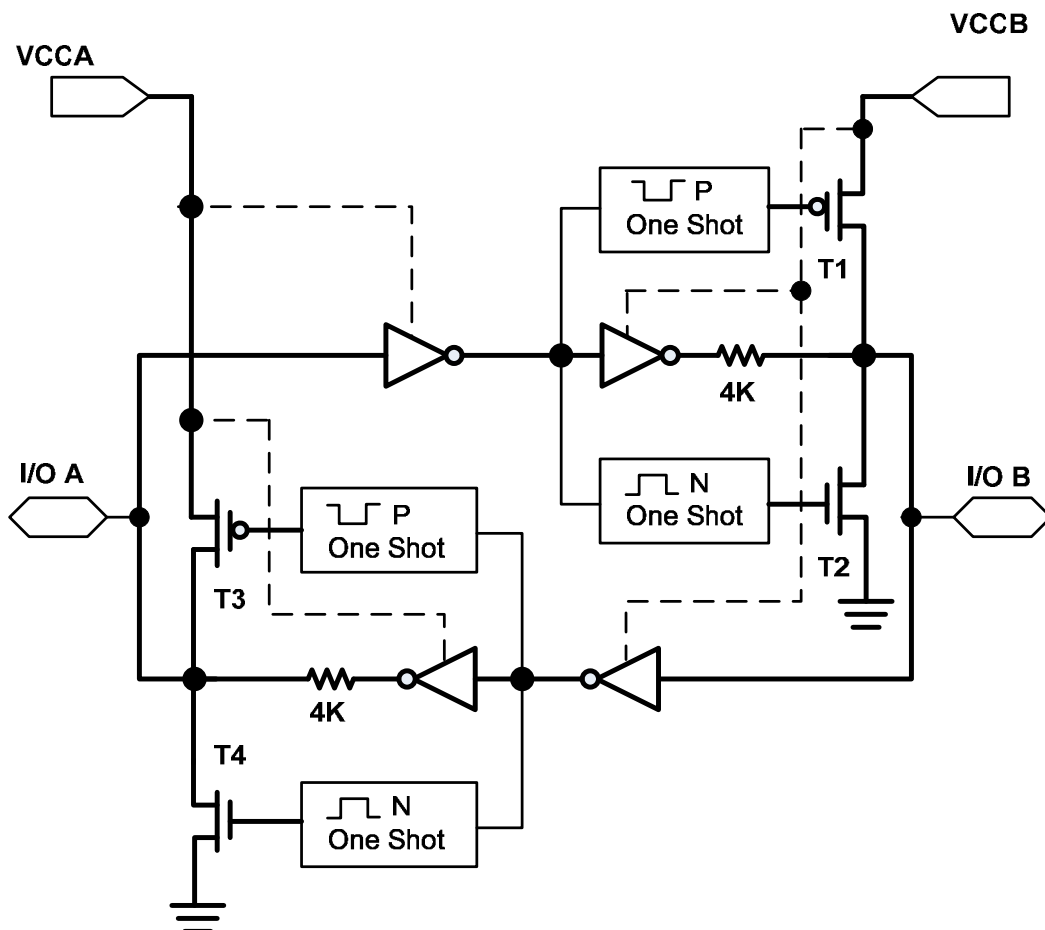 VCCB
VCCA
P
One Shot
T1
4K
I/O A
N
One Shot
I/O B
P
One Shot
T2
T3
4K
T4
N
One Shot